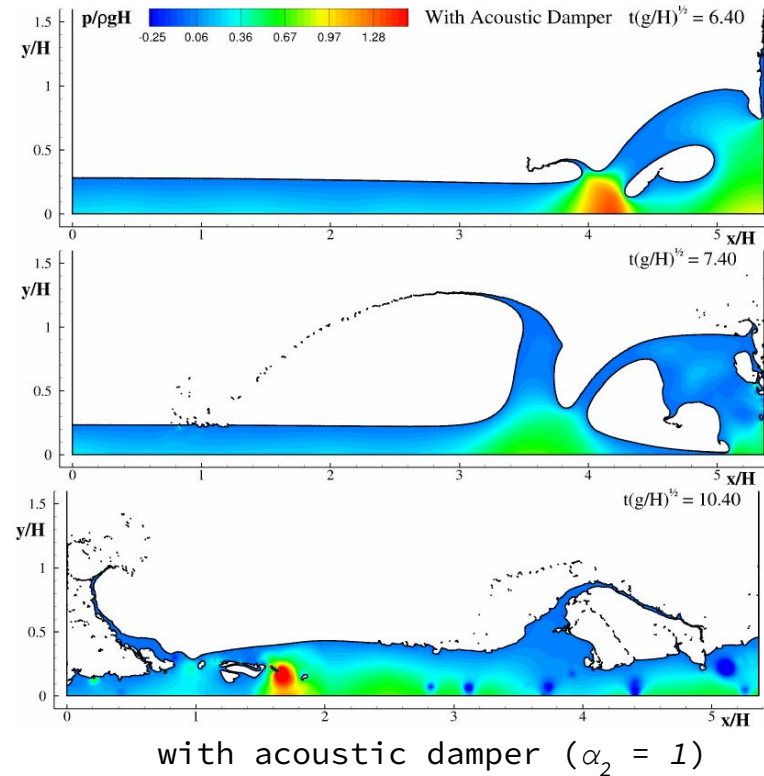 p/ρgH With Acoustic Damper t(g/H)^½ = 6.40
-0.25 0.06 0.36 0.67 0.97 1.28
y/H
1
0.5
0
0 1 2 3 4 5
x/H
t(g/H)^½ = 7.40
1.5
y/H
1
0.5
0
0 1 2 3 4 5
x/H
t(g/H)^½ = 10.40
1.5
y/H
1
0.5
0
0 1 2 3 4 5
x/H
with acoustic damper (α₂ = 1)